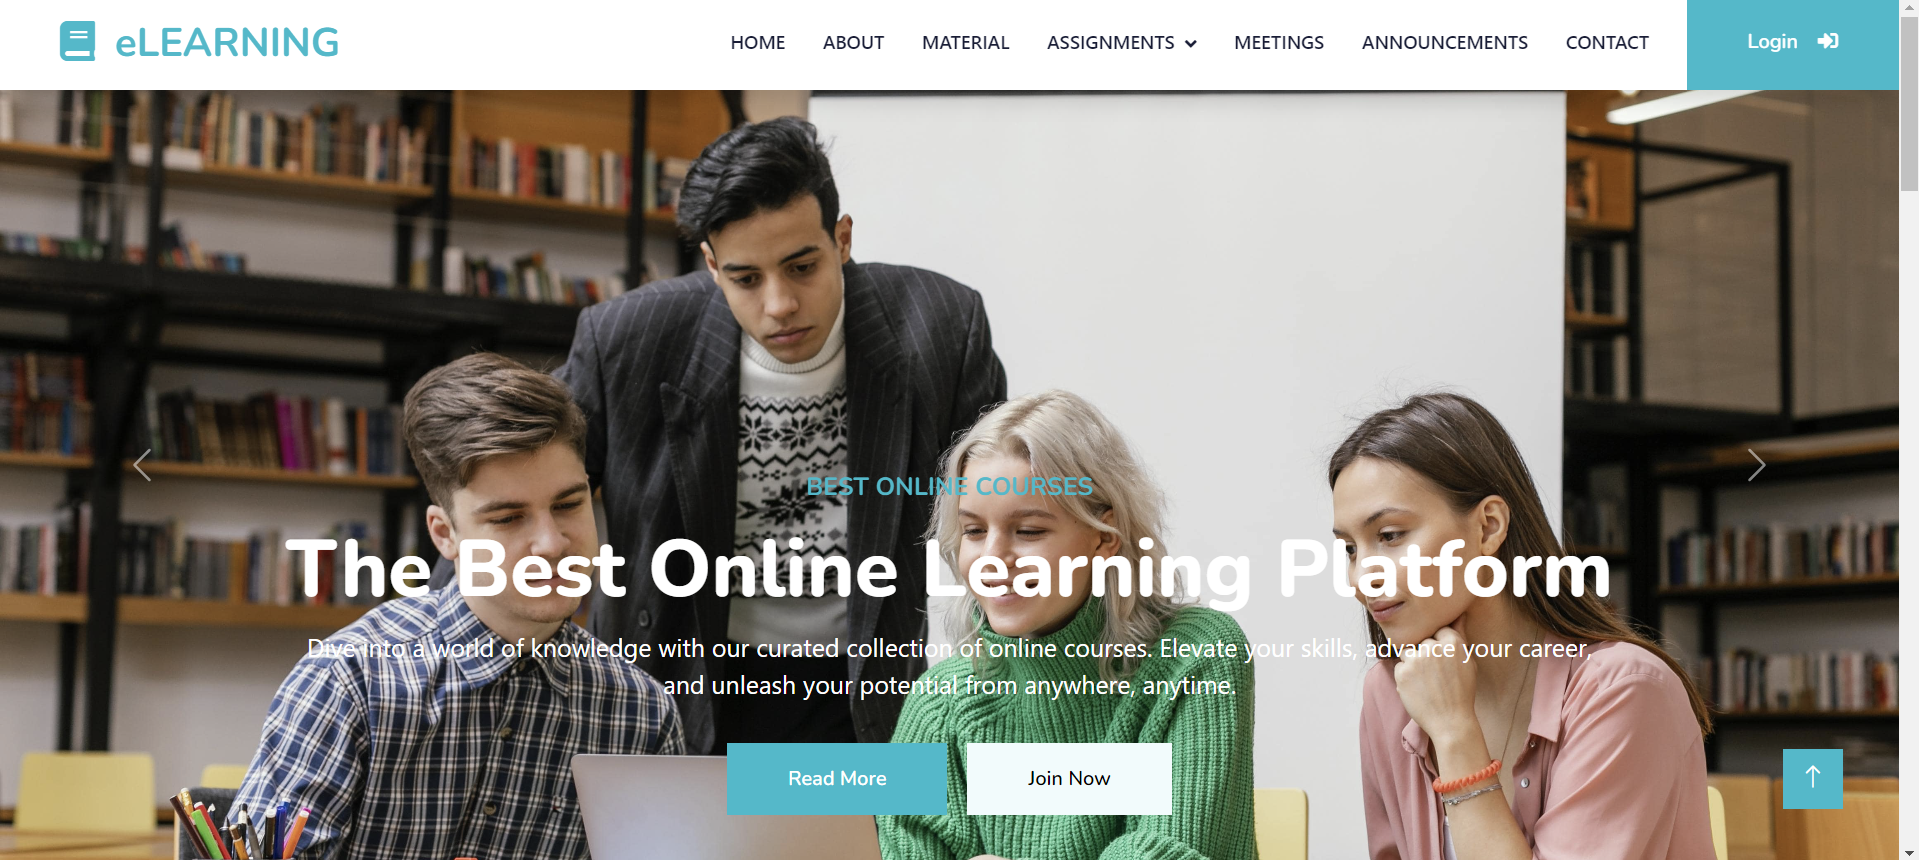 eLEARNING
HOME ABOUT MATERIAL ASSIGNMENTS MEETINGS ANNOUNCEMENTS CONTACT Login
BEST ONLINE COURSES
The Best Online Learning Platform
Dive into a world of knowledge with our curated collection of online courses. Elevate your skills, advance your career,
and unleash your potential from anywhere, anytime.
Read More Join Now